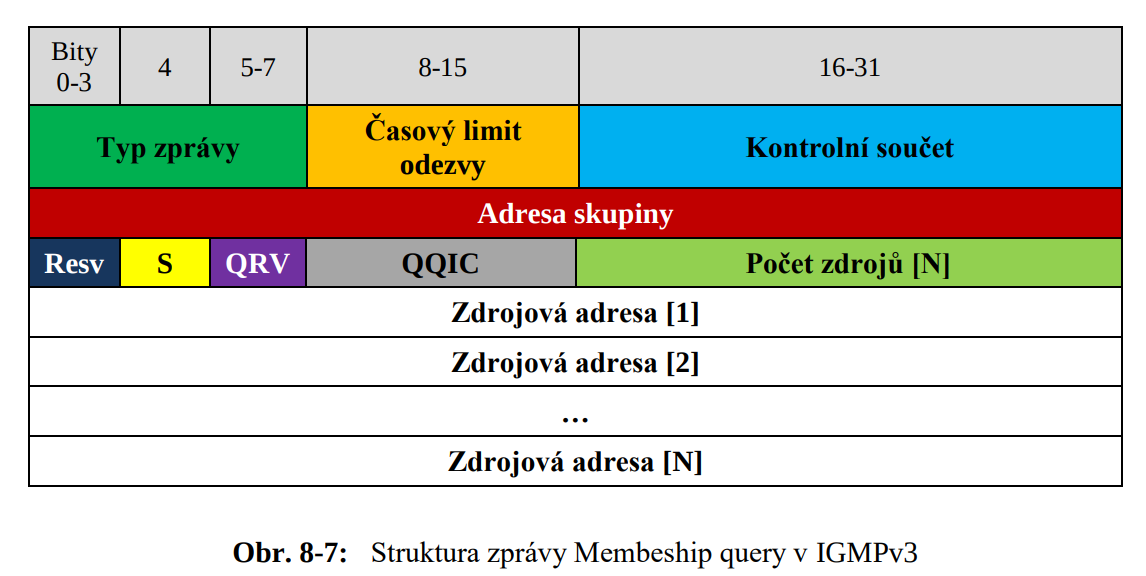 Bity
0-3
4
5-7
8-15
16-31
Typ zprávy
Časový limit
odezvy
Kontrolní součet
Adresa skupiny
Resv
S
QRV
QQIC
Počet zdrojů [N]
Zdrojová adresa [1]
Zdrojová adresa [2]
…
Zdrojová adresa [N]
Obr. 8-7: Struktura zprávy Membeship query v IGMPv3